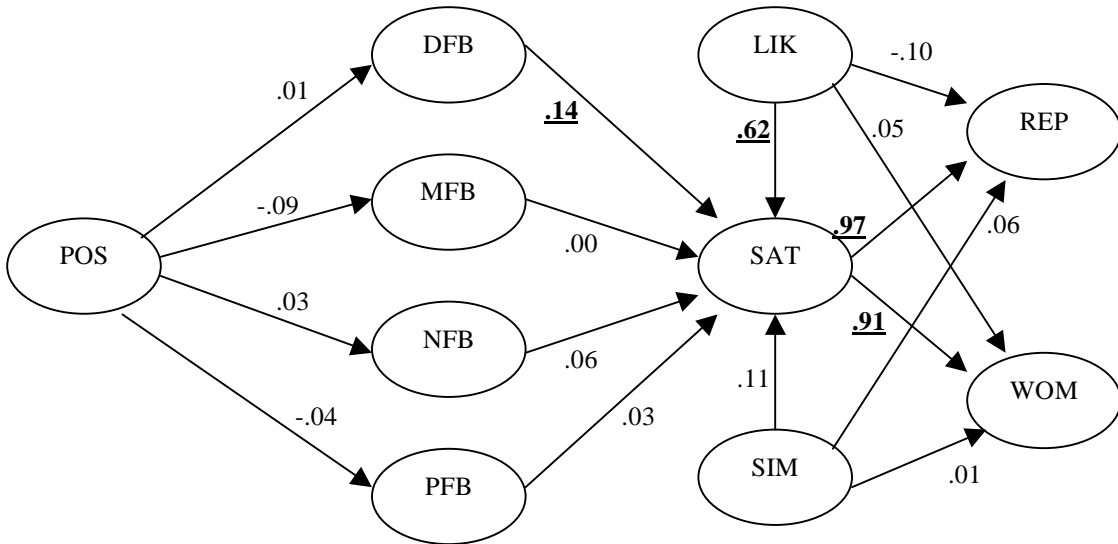 DFB
LIK
-.10
.01
.14
.62
.05
REP
MFB
-.09
.00
.97
.06
POS
SAT
.03
.91
NFB
.06
.11
WOM
-.04
.03
SIM
.01
PFB